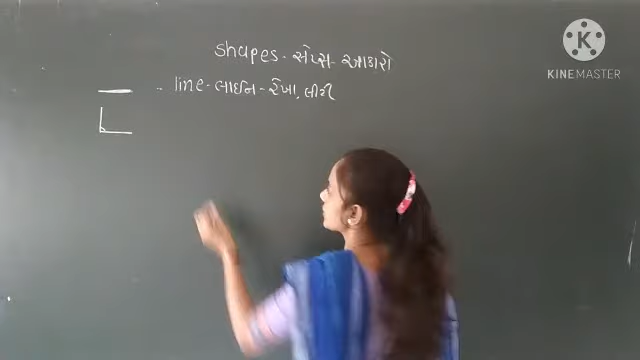 shapes - સેપ્સ - આકારો
line - લાઈન - રેખા, લીટી
KINEMASTER